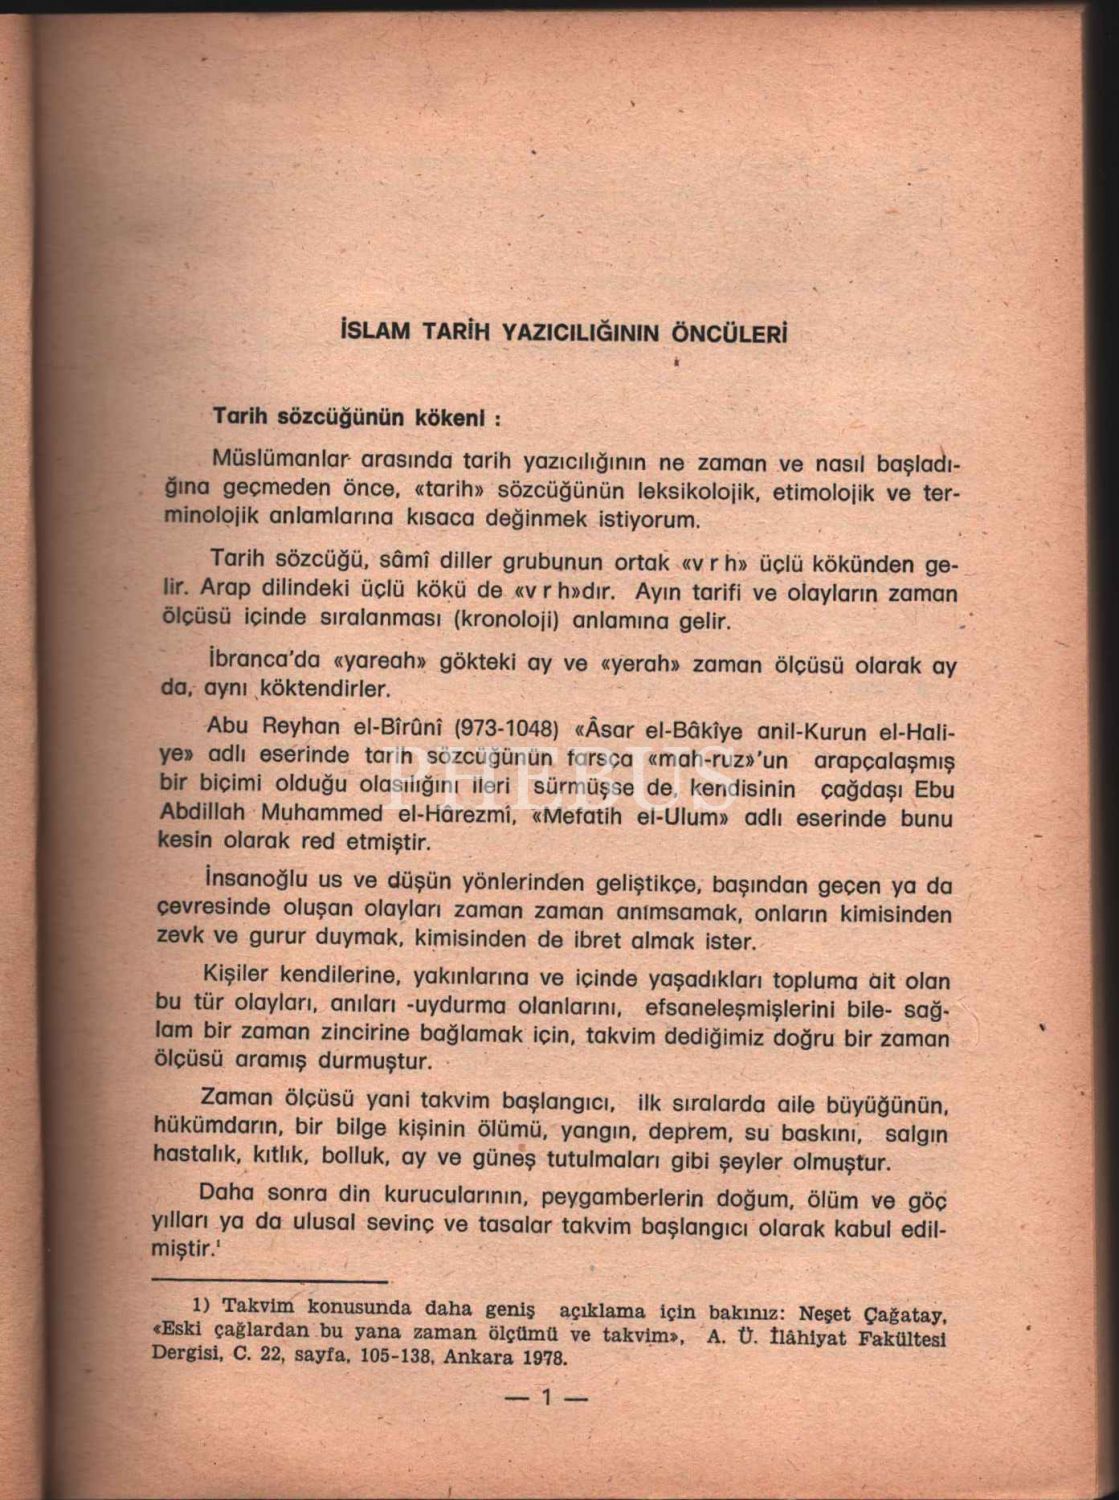 İSLAM TARİH YAZICILIĞININ ÖNCÜLERİ
Tarih sözcüğünün kökeni :
Müslümanlar arasında tarih yazıcılığının ne zaman ve nasıl başladı-
ğına geçmeden önce, «tarih» sözcüğünün leksikolojik, etimolojik ve ter-
minolojik anlamlarına kısaca değinmek istiyorum.
Tarih sözcüğü, sâmî diller grubunun ortak «v r h» üçlü kökünden ge-
lir. Arap dilindeki üçlü kökü de «v r h»dır. Ayın tarifi ve olayların zaman
ölçüsü içinde sıralanması (kronoloji) anlamına gelir.
İbranca'da «yareah» gökteki ay ve «yerah» zaman ölçüsü olarak ay
da, aynı köktendirler.
Abu Reyhan el-Bîrûnî (973-1048) «Âsar el-Bâkîye anil-Kurun el-Hali-
ye» adlı eserinde tarih sözcüğünün farsça «mah-ruz»'un arapçalaşmış
bir biçimi olduğu olasılığını ileri sürmüşse de, kendisinin çağdaşı Ebu
Abdillah Muhammed el-Hârezmî, «Mefatih el-Ulum» adlı eserinde bunu
kesin olarak red etmiştir.
İnsanoğlu us ve düşün yönlerinden geliştikçe, başından geçen ya da
çevresinde oluşan olayları zaman zaman anımsamak, onların kimisinden
zevk ve gurur duymak, kimisinden de ibret almak ister.
Kişiler kendilerine, yakınlarına ve içinde yaşadıkları topluma ait olan
bu tür olayları, anıları -uydurma olanlarını, efsaneleşmişlerini bile- sağ-
lam bir zaman zincirine bağlamak için, takvim dediğimiz doğru bir zaman
ölçüsü aramış durmuştur.
Zaman ölçüsü yani takvim başlangıcı, ilk sıralarda aile büyüğünün,
hükümdarın, bir bilge kişinin ölümü, yangın, deprem, su baskını, salgın
hastalık, kıtlık, bolluk, ay ve güneş tutulmaları gibi şeyler olmuştur.
Daha sonra din kurucularının, peygamberlerin doğum, ölüm ve göç
yılları ya da ulusal sevinç ve tasalar takvim başlangıcı olarak kabul edil-
miştir.¹
1) Takvim konusunda daha geniş açıklama için bakınız: Neşet Çağatay,
«Eski çağlardan bu yana zaman ölçümü ve takvim», A. Ü. İlâhiyat Fakültesi
Dergisi, C. 22, sayfa, 105-138, Ankara 1978.
— 1 —
PHEBUS